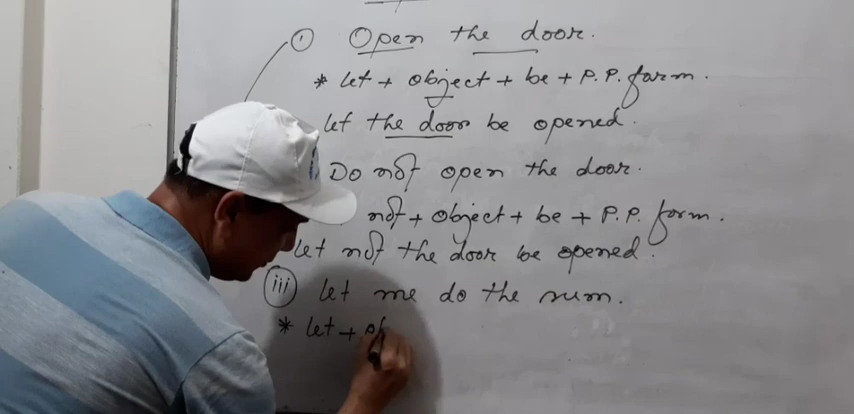 (i) Open the door.
* let + object + be + P.P. form.
let the door be opened.
Do not open the door.
not + object + be + P.P. form.
let not the door be opened.
(iii) let me do the sum.
* let + ob